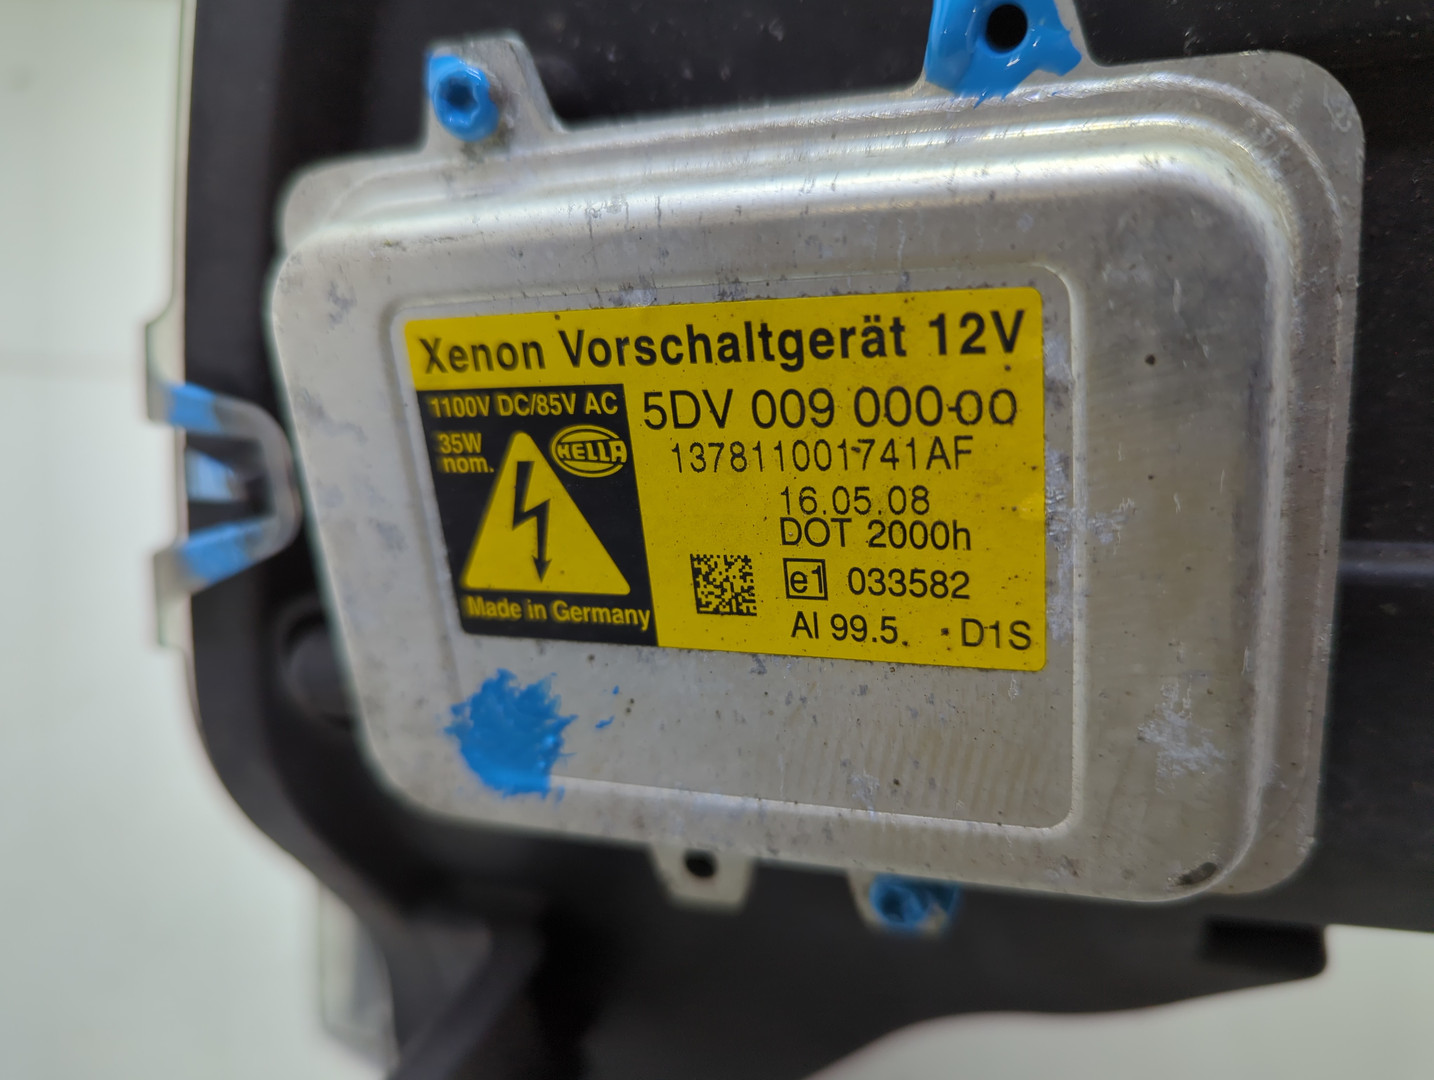 Xenon Vorschaltgerät 12V
1100V DC/85V AC
35W
nom.
HELLA
Made in Germany
5DV 009 000-00
137811001741AF
16.05.08
DOT 2000h
e1 033582
Al 99.5. D1S